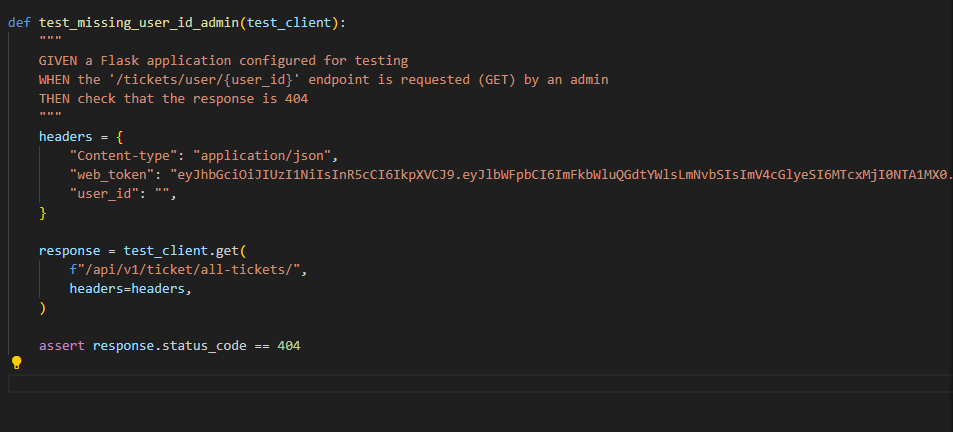 def test_missing_user_id_admin(test_client):
    """
    GIVEN a Flask application configured for testing
    WHEN the '/tickets/user/{user_id}' endpoint is requested (GET) by an admin
    THEN check that the response is 404
    """
    headers = {
        "Content-type": "application/json",
        "web_token": "eyJhbGciOiJIUzI1NiIsInR5cCI6IkpXVCJ9.eyJlbWFpbCI6ImFkbWluQGdtYWlsLmNvbSIsImV4cGlyeSI6MTcxMjI0NTA1MX0.
        "user_id": "",
    }
    response = test_client.get(
        f"/api/v1/ticket/all-tickets/",
        headers=headers,
    )
    assert response.status_code == 404